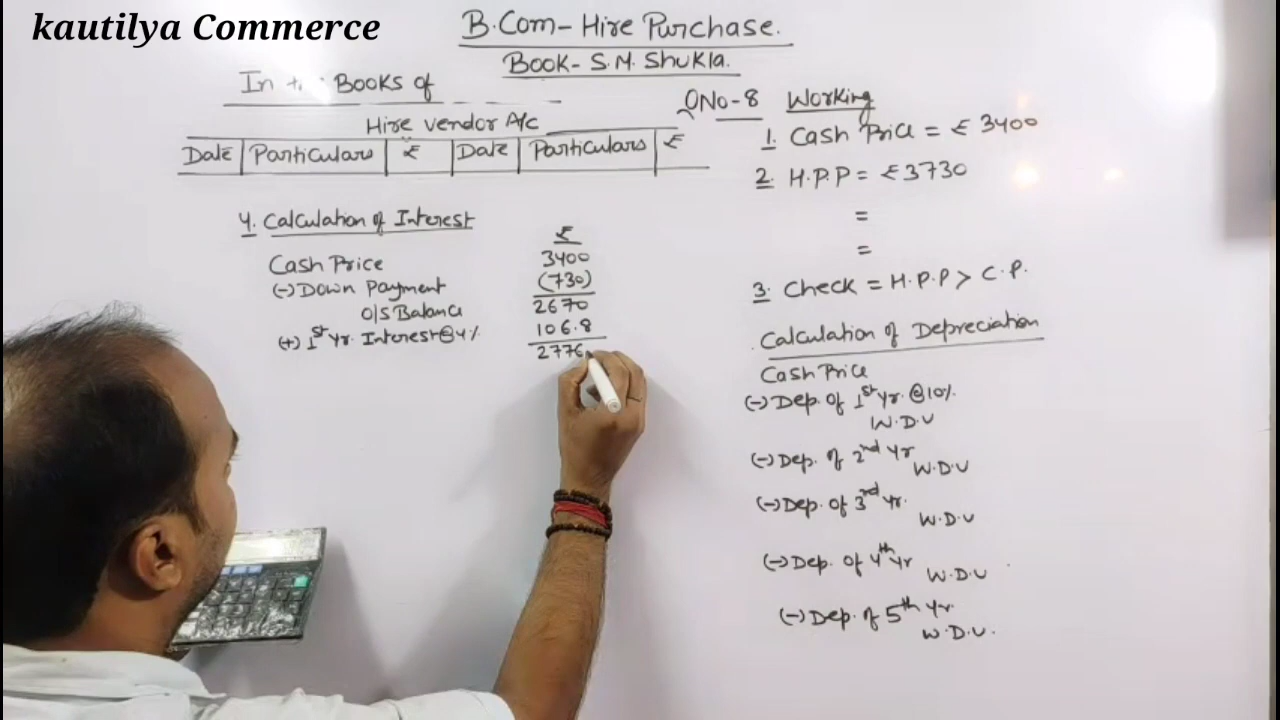 kautilya Commerce
B.Com- Hire Purchase.
Book- S.M. Shukla.
In the Books of
QNo-8
Hire vendor A/c
Date Particulars ₹ Date Particulars ₹
4. Calculation of Interest
₹
Cash Price 3400
(-) Down Payment (730)
O/S Balance 2670
(+) 1st Yr. Interest@4% 106.8
2776
Working
1. Cash Price = ₹ 3400
2. H.P.P = ₹3730
=
=
3. Check = H.P.P > C.P.
Calculation of Depreciation
Cash Price
(-) Dep. of 1st Yr. @10%.
W.D.V
(-) Dep. of 2nd Yr
W.D.V
(-) Dep. of 3rd Yr.
W.D.V
(-) Dep. of 4th Yr
W.D.V
(-) Dep. of 5th Yr.
W.D.V.